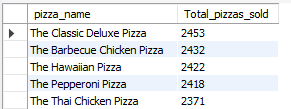 pizza_name Total_pizzas_sold
The Classic Deluxe Pizza 2453
The Barbecue Chicken Pizza 2432
The Hawaiian Pizza 2422
The Pepperoni Pizza 2418
The Thai Chicken Pizza 2371